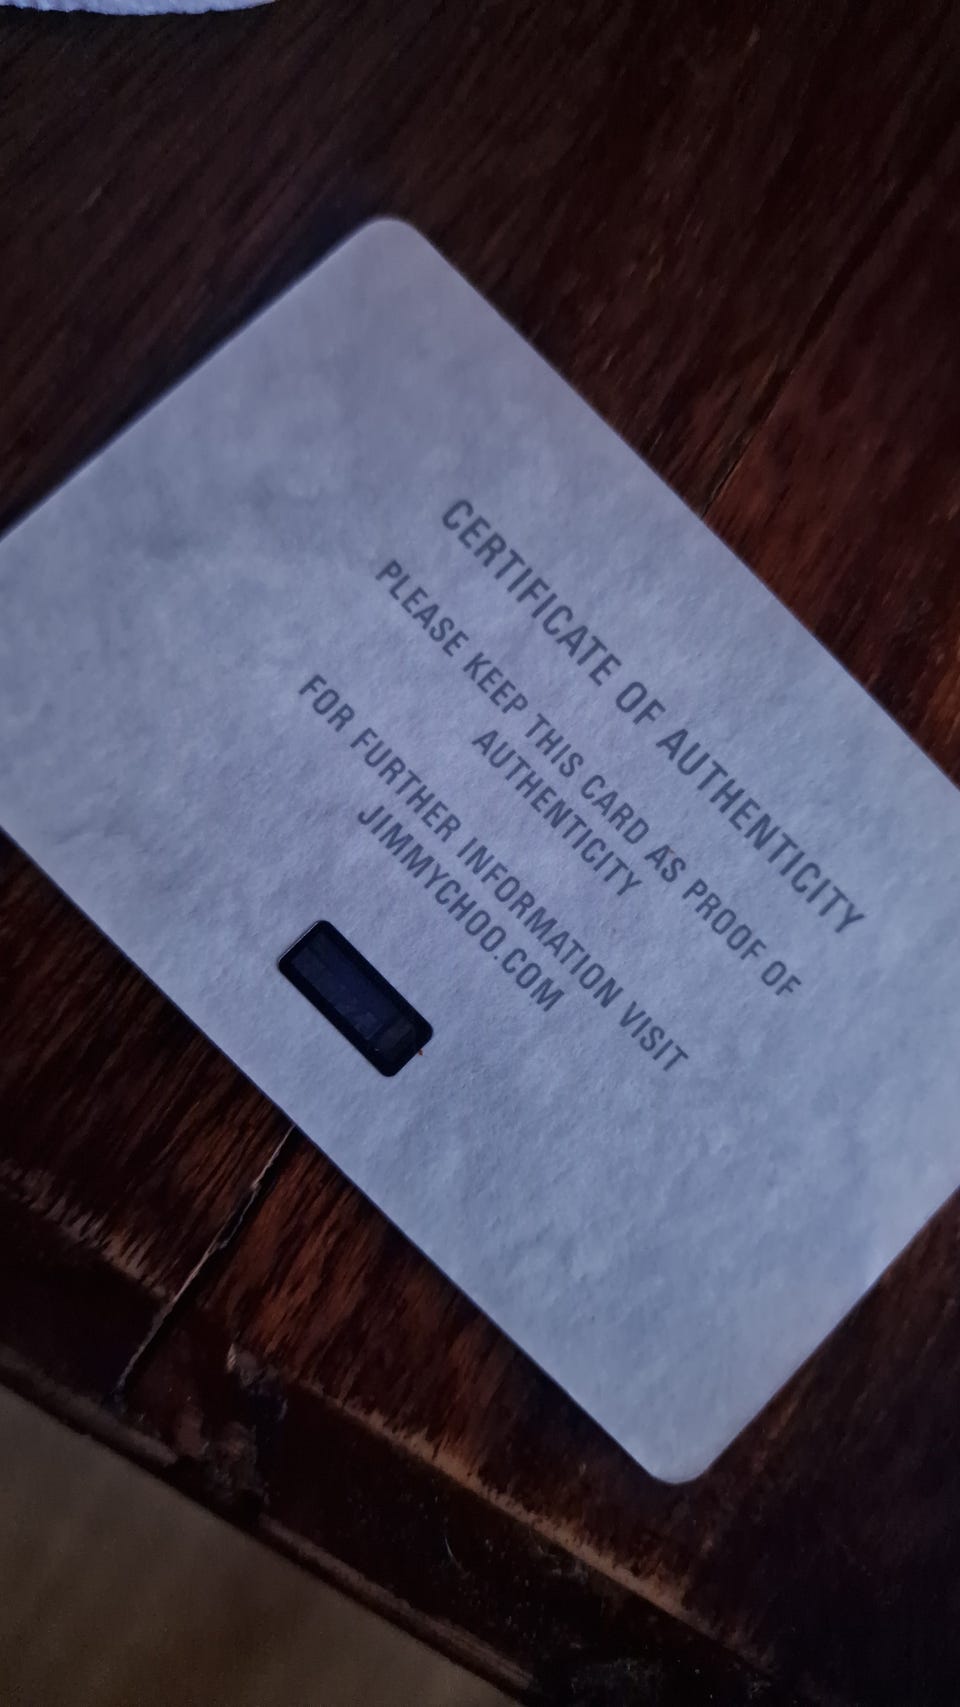 CERTIFICATE OF AUTHENTICITY
PLEASE KEEP THIS CARD AS PROOF OF
AUTHENTICITY
FOR FURTHER INFORMATION VISIT
JIMMYCHOO.COM